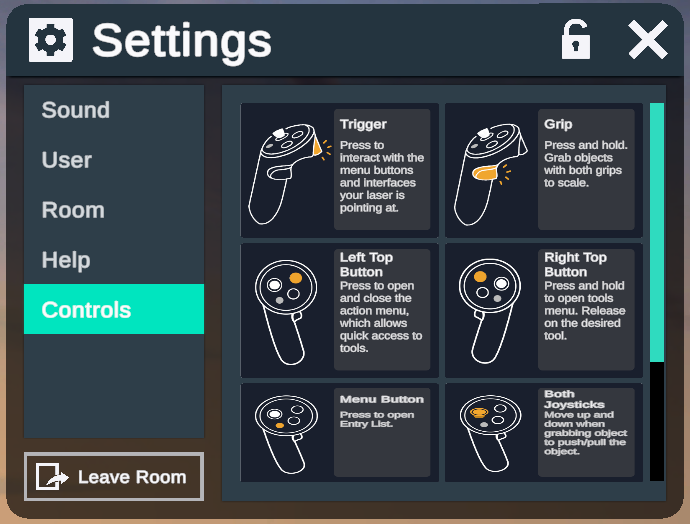 Settings
Sound
User
Room
Help
Controls
Leave Room
Trigger
Press to
interact with the
menu buttons
and interfaces
your laser is
pointing at.
Grip
Press and hold.
Grab objects
with both grips
to scale.
Left Top
Button
Press to open
and close the
action menu,
which allows
quick access to
tools.
Right Top
Button
Press and hold
to open tools
menu. Release
on the desired
tool.
Menu Button
Press to open
Entry List.
Both
Joysticks
Move up and
down when
grabbing object
to push/pull the
object.